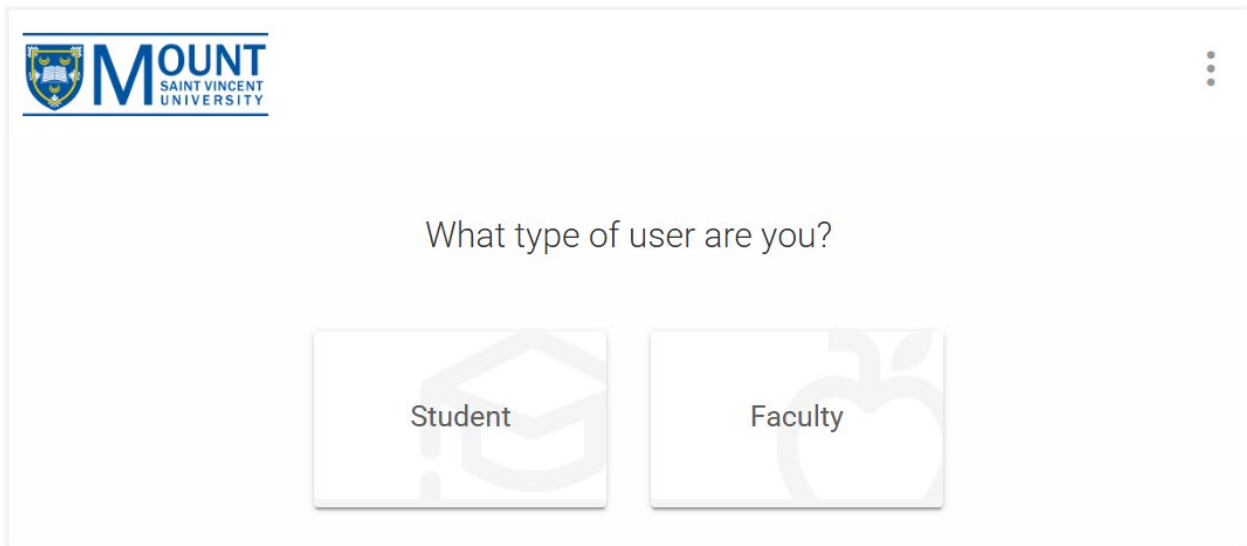 MOUNT
SAINT VINCENT
UNIVERSITY
What type of user are you?
Student
Faculty